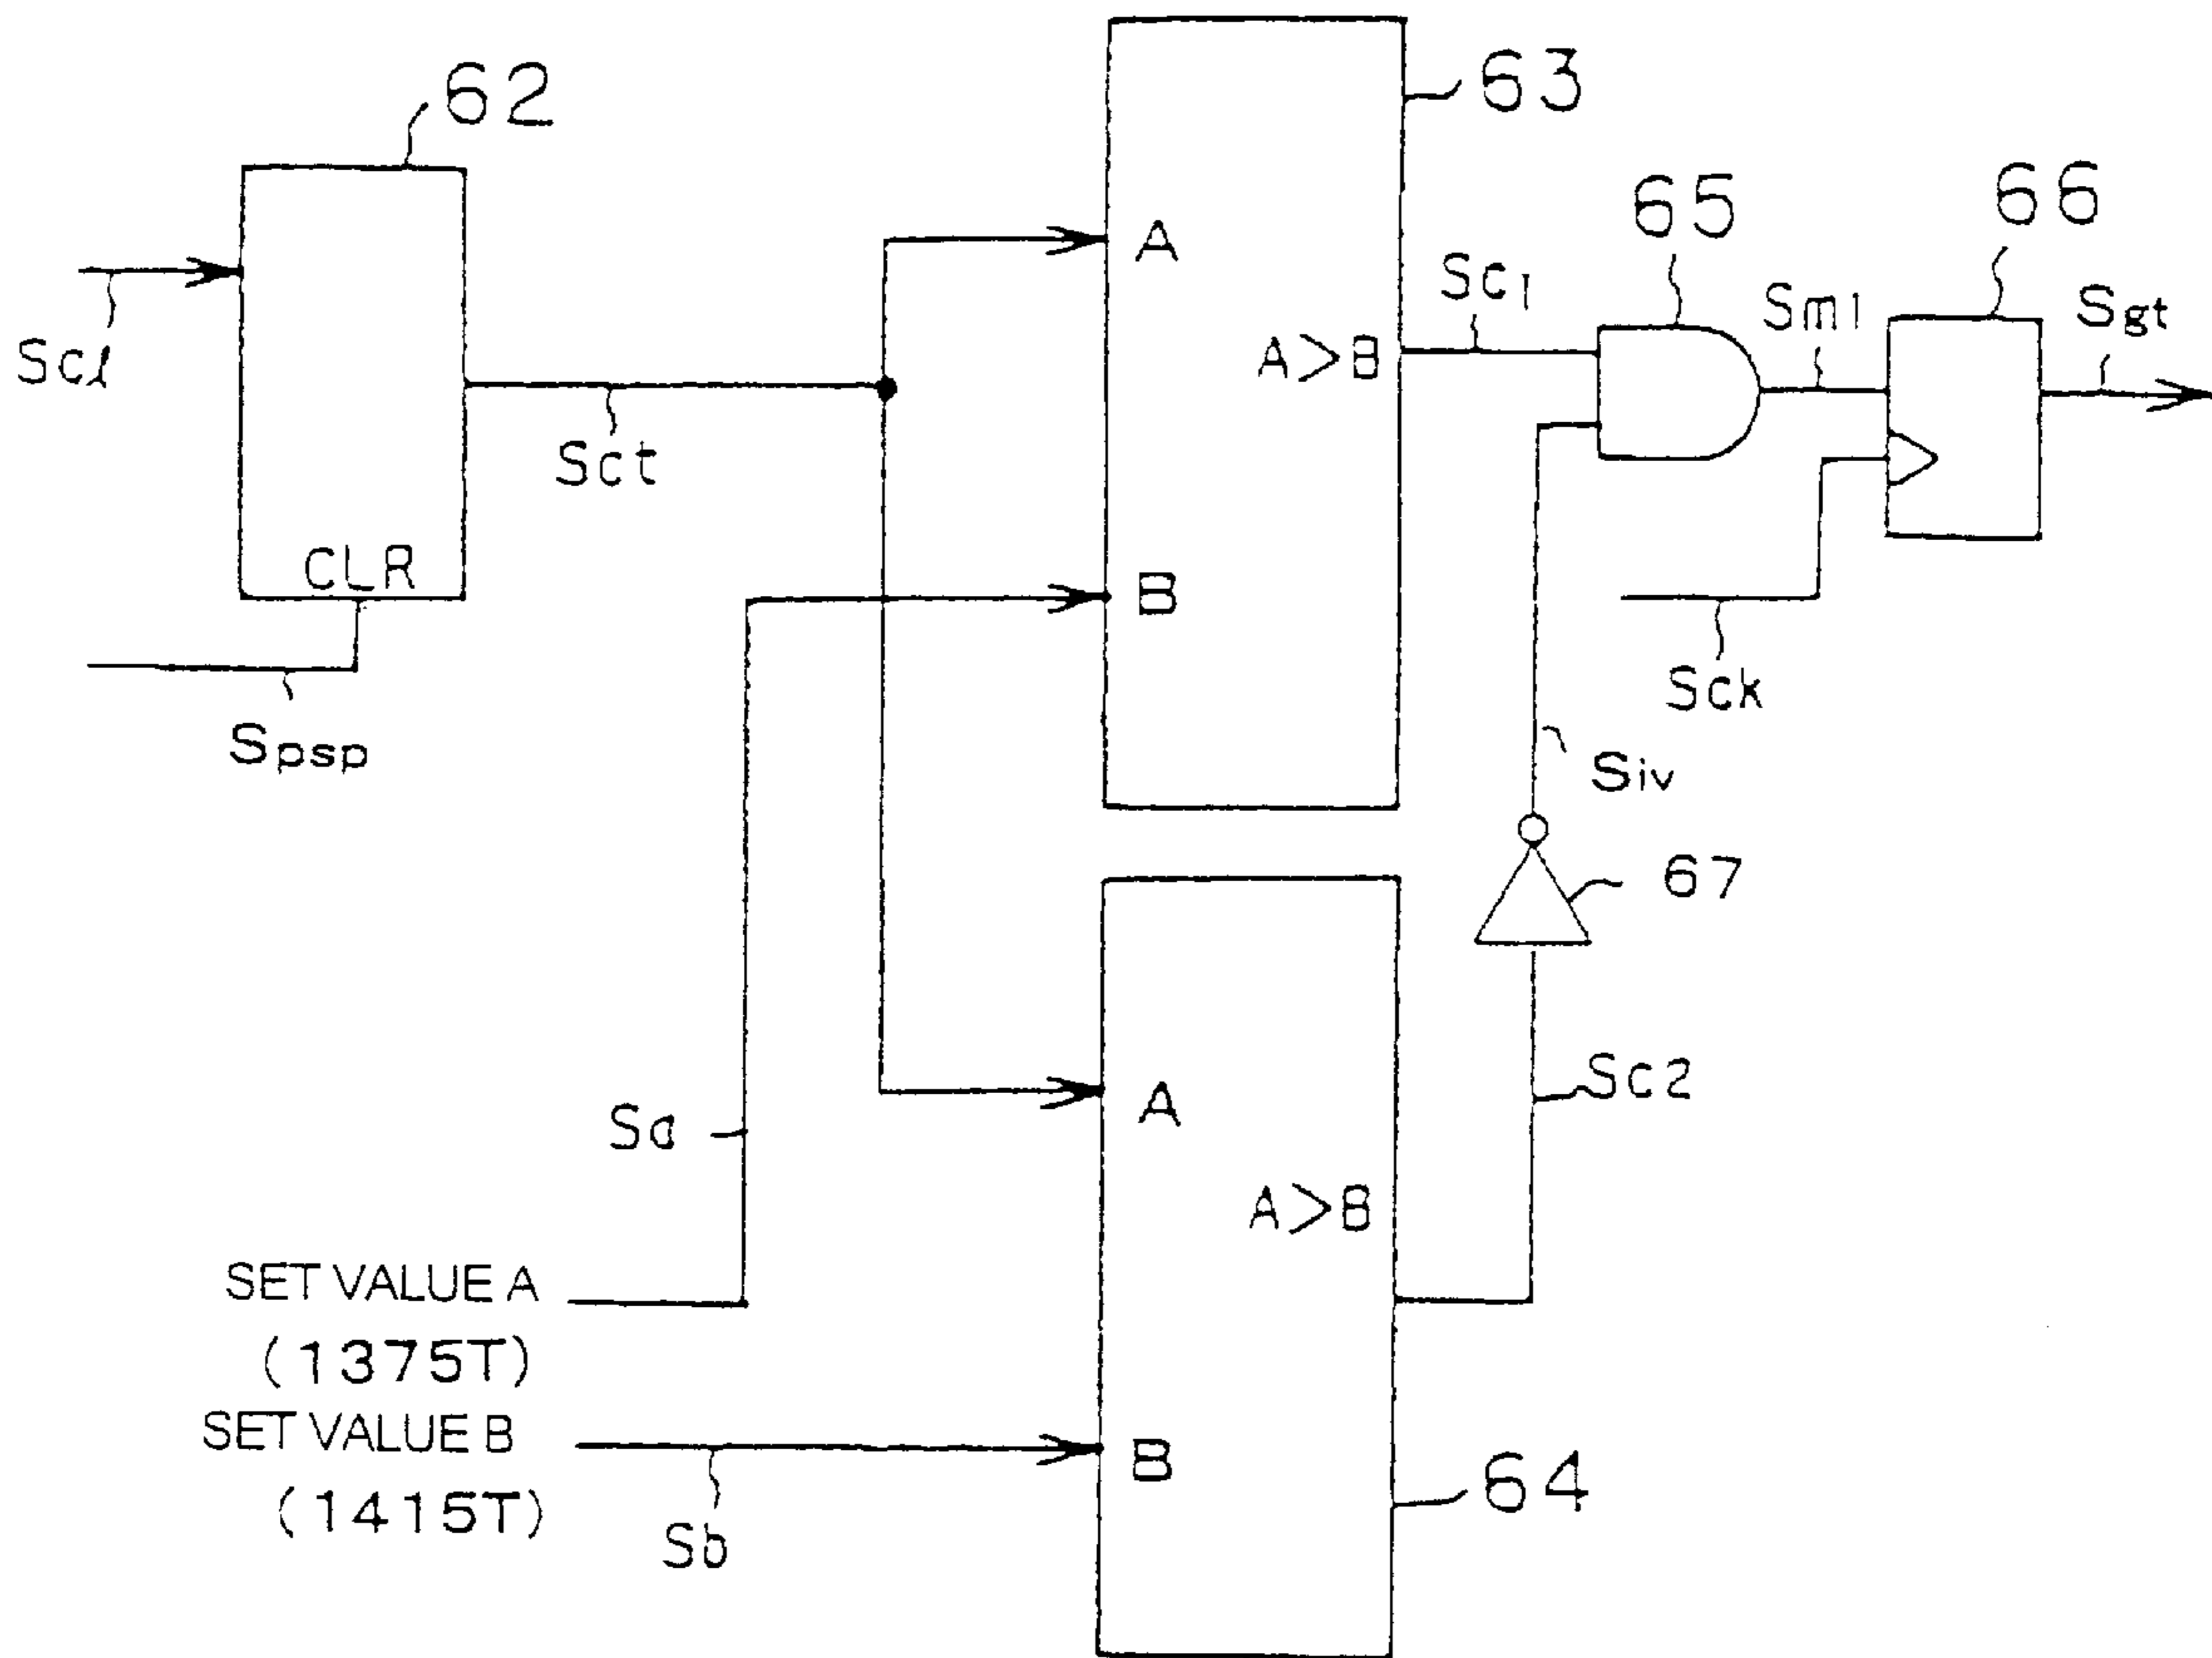 62
63
65
66
Scl
CLR
Spsp
Sct
A
B
A>B
Sc1
Sm1
Sgt
Sck
Siv
67
Sc2
Sa
A
A>B
B
SET VALUE A
(1375T)
SET VALUE B
(1415T)
Sb
64